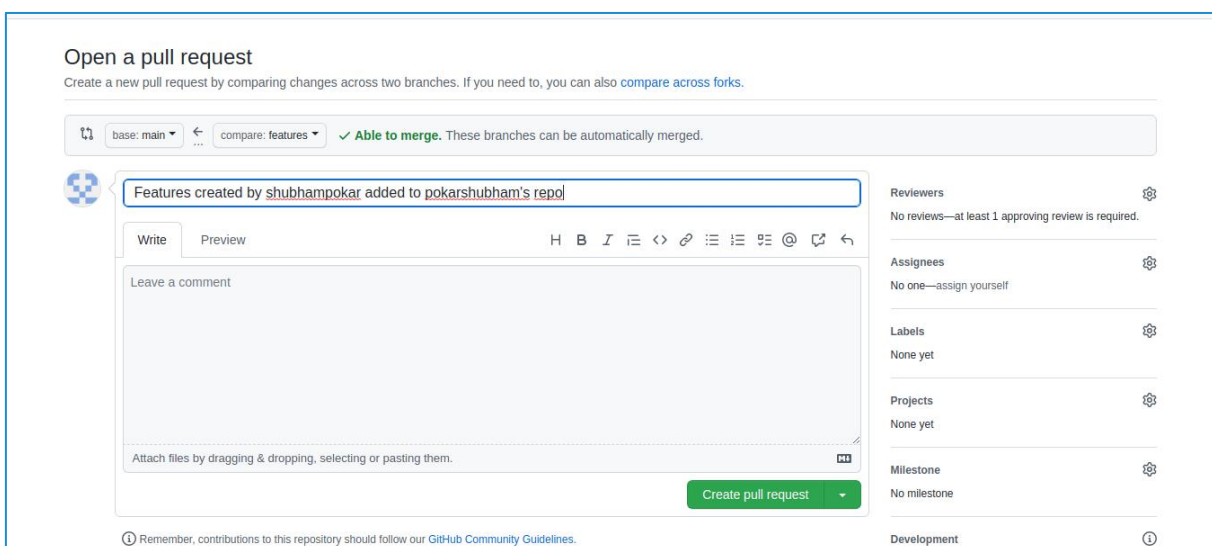 Open a pull request
Create a new pull request by comparing changes across two branches. If you need to, you can also compare across forks.
base: main ← compare: features ✓ Able to merge. These branches can be automatically merged.
...
Features created by shubhampokar added to pokarshubham's repo
Write Preview
Leave a comment
Attach files by dragging & dropping, selecting or pasting them.
Create pull request
Remember, contributions to this repository should follow our GitHub Community Guidelines.
Reviewers
No reviews—at least 1 approving review is required.
Assignees
No one—assign yourself
Labels
None yet
Projects
None yet
Milestone
No milestone
Development